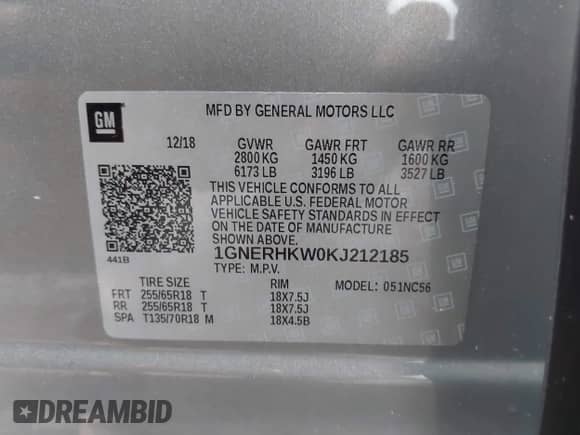 GM
MFD BY GENERAL MOTORS LLC
12/18 GVWR GAWR FRT GAWR RR
2800 KG 1450 KG 1600 KG
6173 LB 3196 LB 3527 LB
THIS VEHICLE CONFORMS TO ALL
APPLICABLE U.S. FEDERAL MOTOR
VEHICLE SAFETY STANDARDS IN EFFECT
ON THE DATE OF MANUFACTURE SHOWN ABOVE.
1GNERHKW0KJ212185
441B
TYPE: M.P.V.
TIRE SIZE RIM MODEL: 051NC56
FRT 255/65R18 T 18X7.5J
RR 255/65R18 T 18X7.5J
SPA T135/70R18 M 18X4.5B
DREAMBID